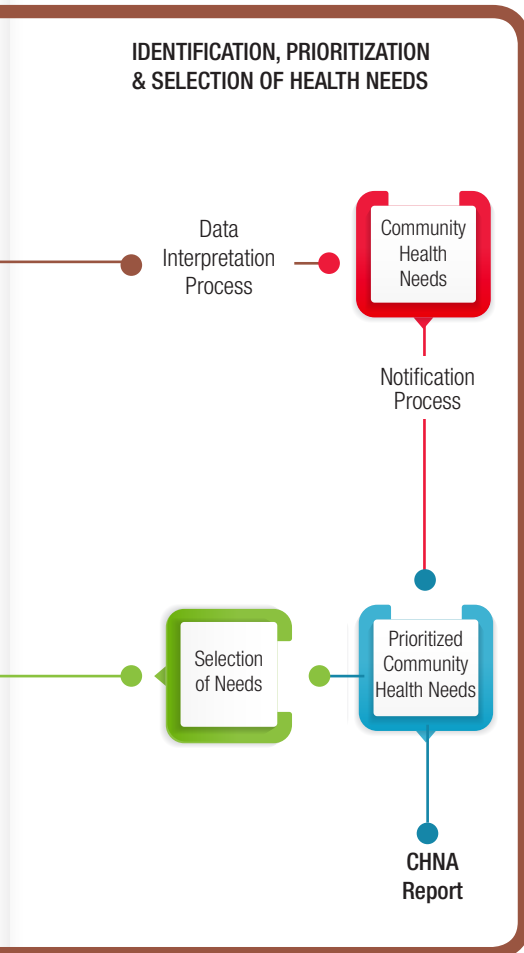 IDENTIFICATION, PRIORITIZATION
& SELECTION OF HEALTH NEEDS
Data
Interpretation
Process
Community
Health
Needs
Notification
Process
Selection
of Needs
Prioritized
Community
Health Needs
CHNA
Report